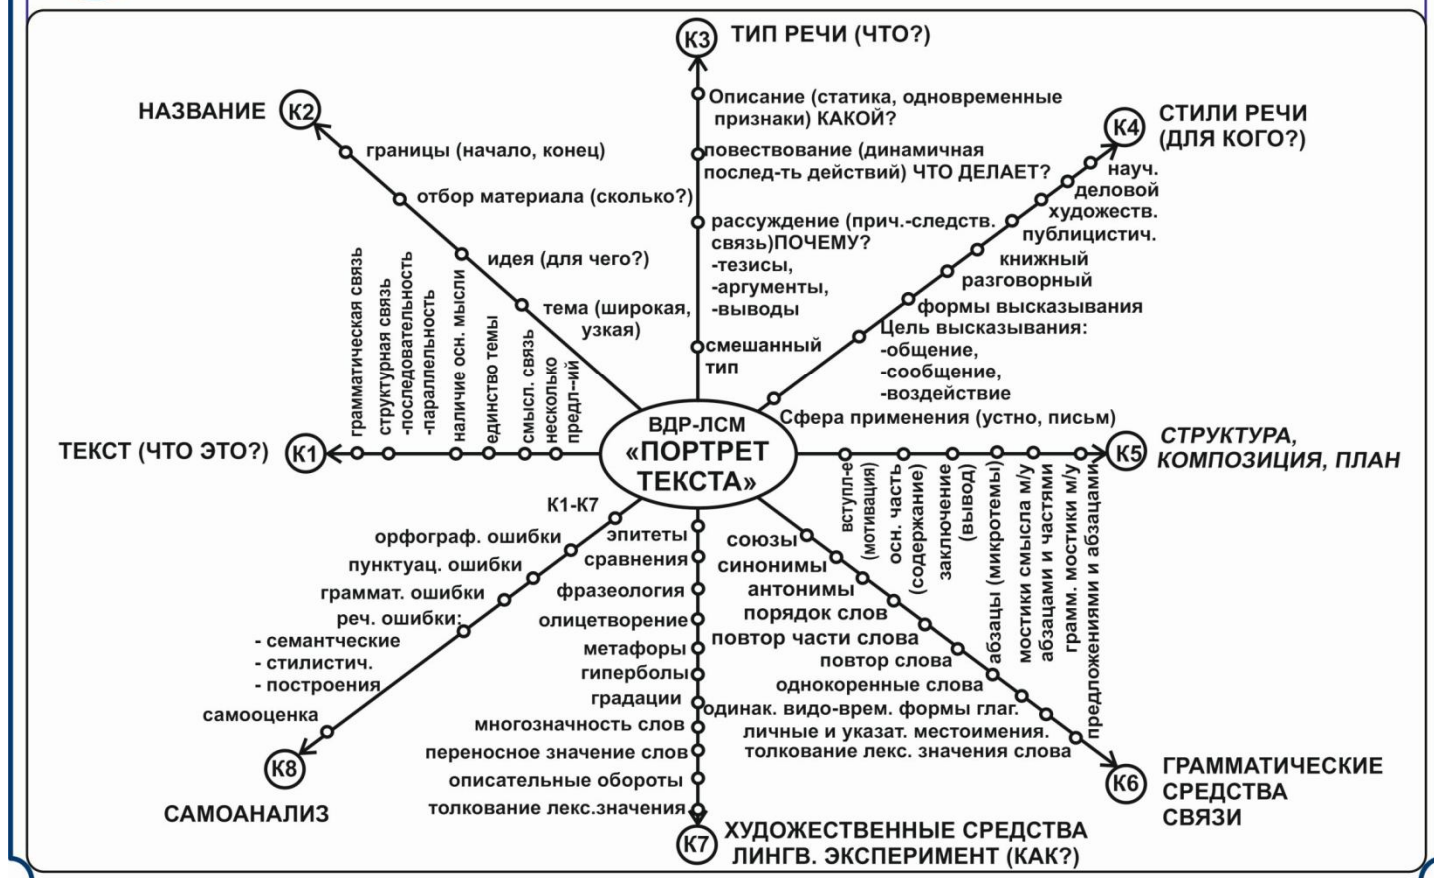 К3 ТИП РЕЧИ (ЧТО?)
Описание (статика, одновременные
признаки) КАКОЙ?
повествование (динамичная
послед-ть действий) ЧТО ДЕЛАЕТ?
рассуждение (прич.-следств.
связь)ПОЧЕМУ?
-тезисы,
-аргументы,
-выводы
смешанный
тип
НАЗВАНИЕ К2
границы (начало, конец)
отбор материала (сколько?)
идея (для чего?)
тема (широкая,
узкая)
К4 СТИЛИ РЕЧИ
(ДЛЯ КОГО?)
науч.
деловой
художеств.
публицистич.
книжный
разговорный
формы высказывания
Цель высказывания:
-общение,
-сообщение,
-воздействие
Сфера применения (устно, письм)
ТЕКСТ (ЧТО ЭТО?) К1
грамматическая связь
структурная связь
-последовательность
-параллельность
наличие осн. мысли
единство темы
смысл. связь
несколько
предл--ий
ВДР-ЛСМ
«ПОРТРЕТ
ТЕКСТА»
К5 СТРУКТУРА,
КОМПОЗИЦИЯ, ПЛАН
вступл-е
(мотивация)
осн. часть
(содержание)
заключение
(вывод)
абзацы (микротемы)
мостики смысла м/у
абзацами и частями
грамм. мостики м/у
предложениями и абзацами
К1-К7
орфограф. ошибки
пунктуац. ошибки
граммат. ошибки
реч. ошибки:
- семантческие
- стилистич.
- построения
самооценка
К8
САМОАНАЛИЗ
эпитеты
сравнения
фразеология
олицетворение
метафоры
гиперболы
градации
многозначность слов
переносное значение слов
описательные обороты
толкование лекс.значения
К7 ХУДОЖЕСТВЕННЫЕ СРЕДСТВА
ЛИНГВ. ЭКСПЕРИМЕНТ (КАК?)
союзы
синонимы
антонимы
порядок слов
повтор части слова
повтор слова
однокоренные слова
одинак. видо-врем. формы глаг.
личные и указат. местоимения.
толкование лекс. значения слова
К6 ГРАММАТИЧЕСКИЕ
СРЕДСТВА
СВЯЗИ